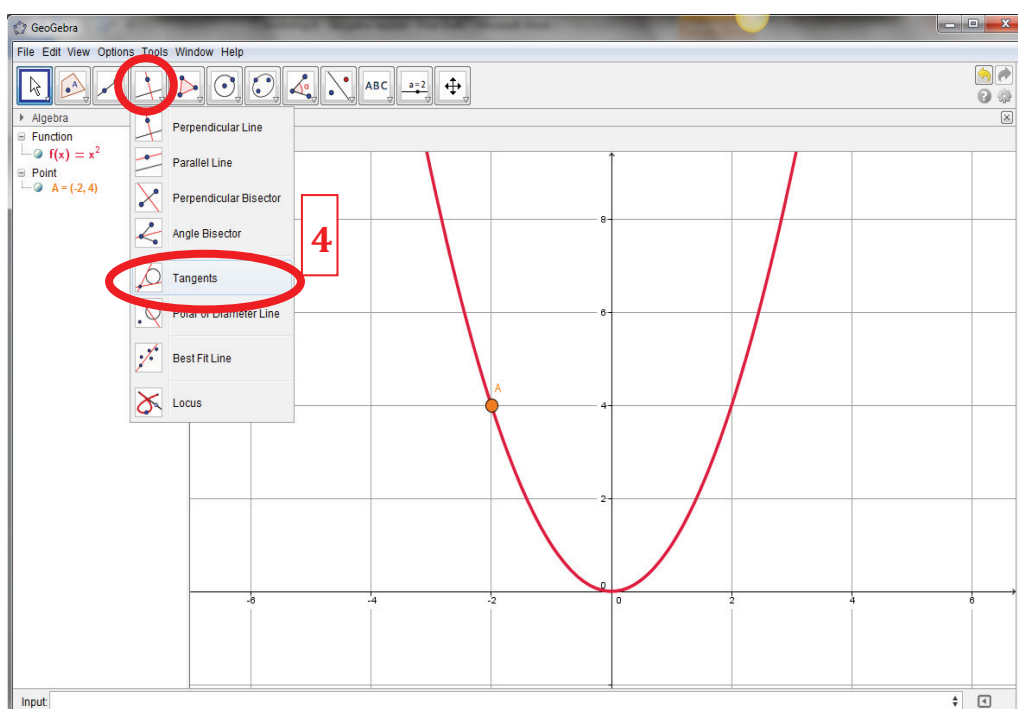 GeoGebra
File Edit View Options Tools Window Help
ABC
a=2
Algebra
Function
f(x) = x²
Point
A = (-2, 4)
Perpendicular Line
Parallel Line
Perpendicular Bisector
Angle Bisector
Tangents
Polar or Diameter Line
Best Fit Line
Locus
4
A
8
6
4
2
0
-6 -4 -2 0 2 4 6
Input: